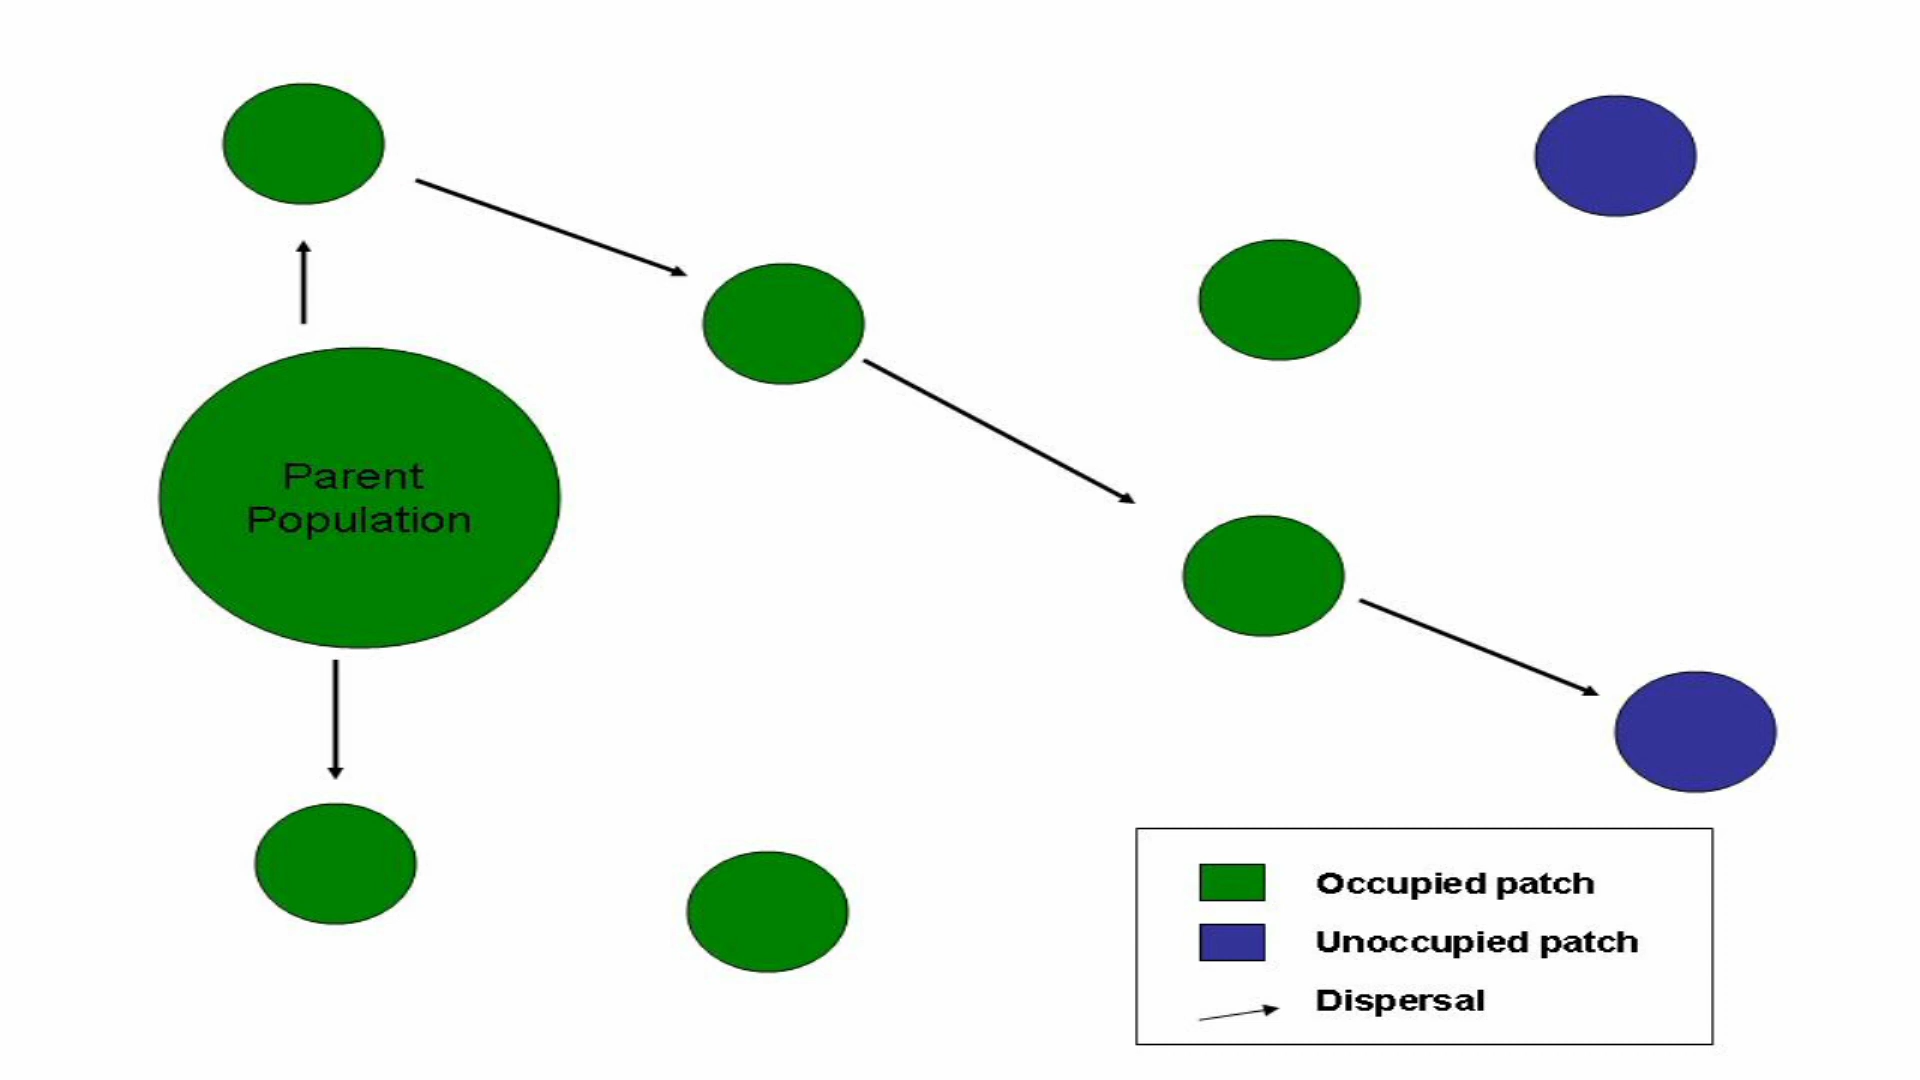 Parent
Population
Occupied patch
Unoccupied patch
Dispersal